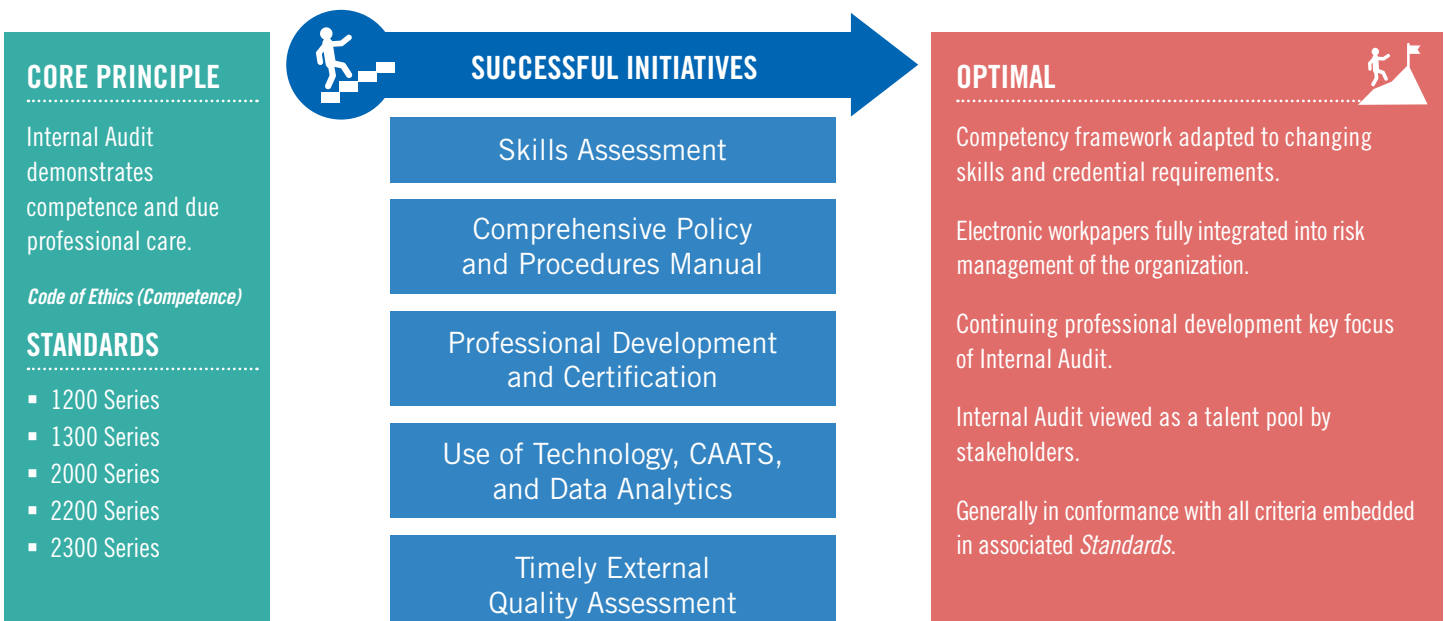 CORE PRINCIPLE
Internal Audit
demonstrates
competence and due
professional care.
Code of Ethics (Competence)
STANDARDS
▪ 1200 Series
▪ 1300 Series
▪ 2000 Series
▪ 2200 Series
▪ 2300 Series
SUCCESSFUL INITIATIVES
Skills Assessment
Comprehensive Policy
and Procedures Manual
Professional Development
and Certification
Use of Technology, CAATS,
and Data Analytics
Timely External
Quality Assessment
OPTIMAL
Competency framework adapted to changing
skills and credential requirements.
Electronic workpapers fully integrated into risk
management of the organization.
Continuing professional development key focus
of Internal Audit.
Internal Audit viewed as a talent pool by
stakeholders.
Generally in conformance with all criteria embedded
in associated Standards.